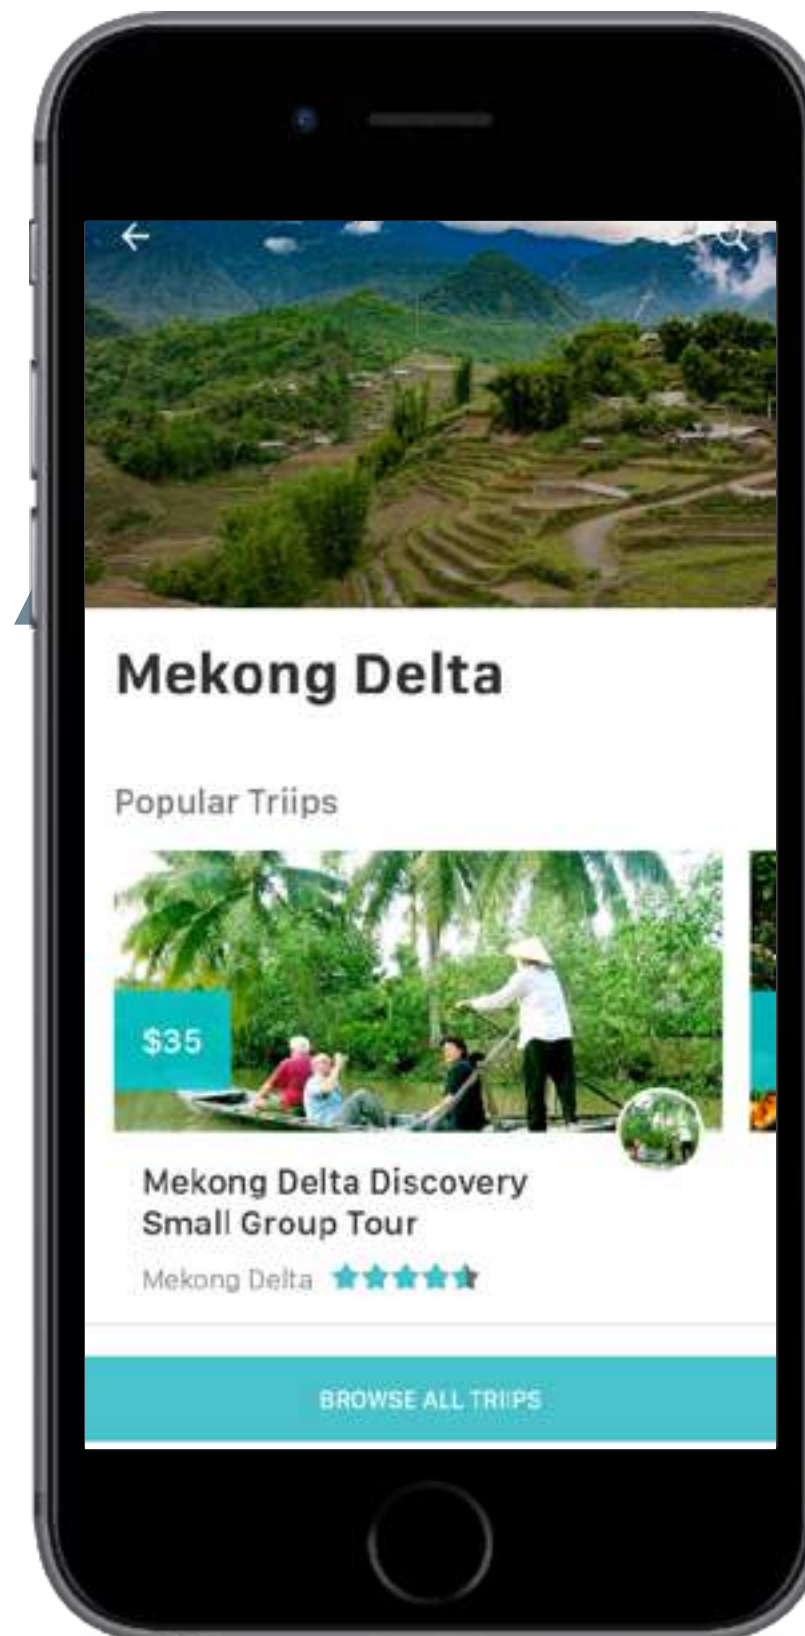 Mekong Delta
Popular Triips
$35
Mekong Delta Discovery
Small Group Tour
Mekong Delta
BROWSE ALL TRIIPS